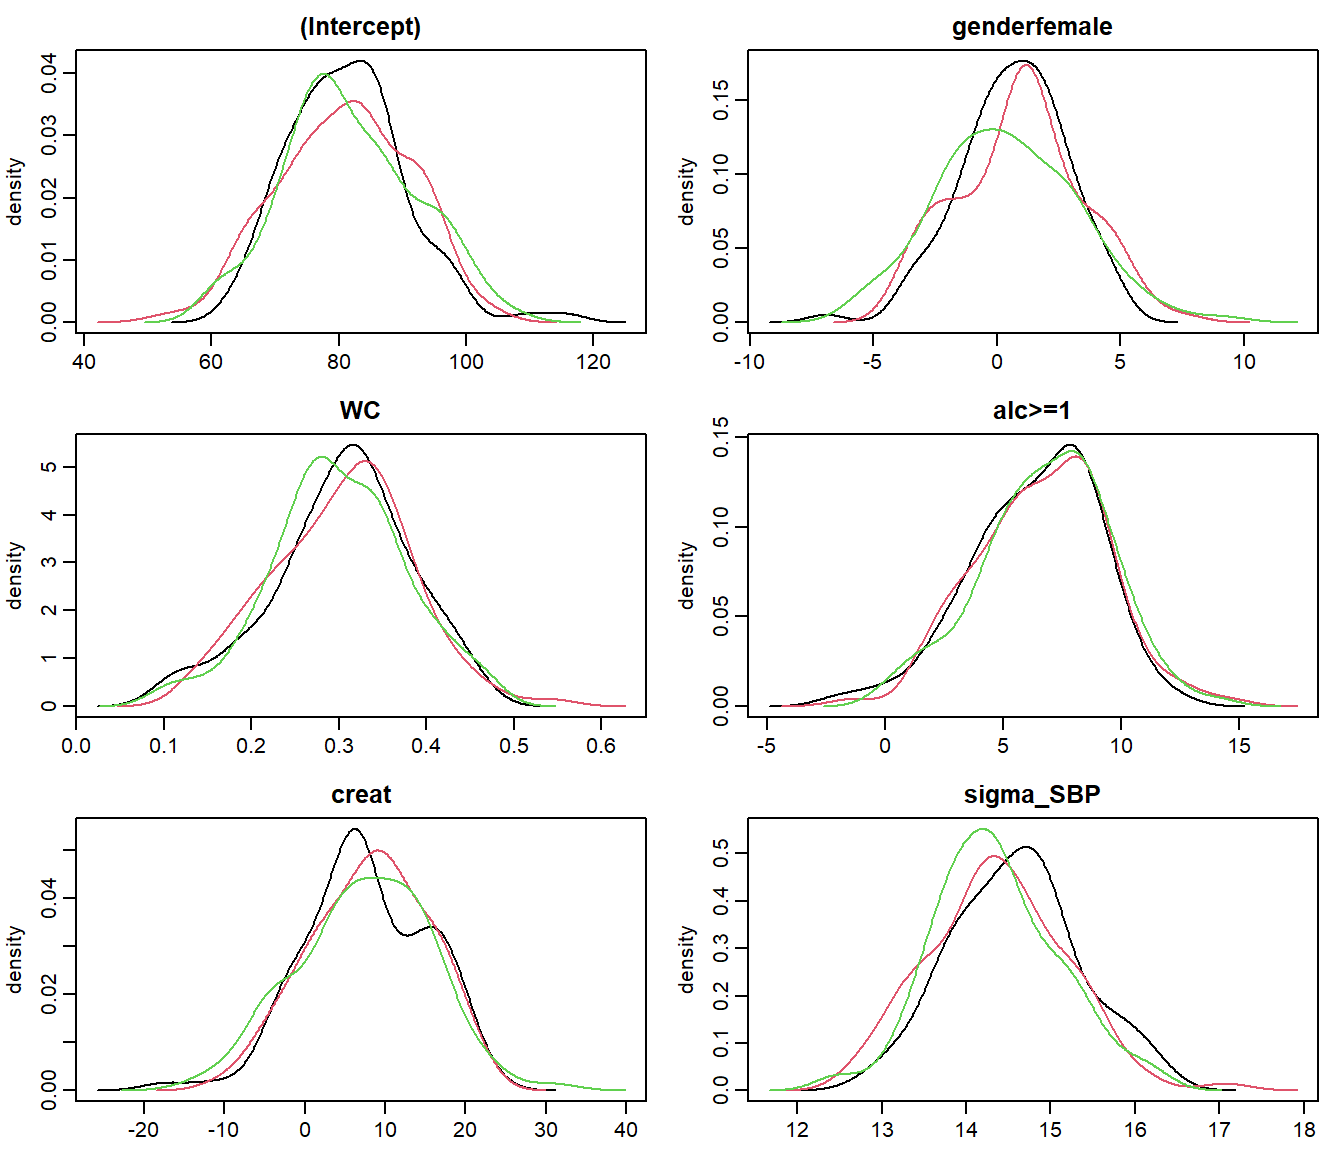 (Intercept)
density
0.00 0.01 0.02 0.03 0.04
40 60 80 100 120
genderfemale
density
0.00 0.05 0.10 0.15
-10 -5 0 5 10
WC
density
0 1 2 3 4 5
0.0 0.1 0.2 0.3 0.4 0.5 0.6
alc>=1
density
0.00 0.05 0.10 0.15
-5 0 5 10 15
creat
density
0.00 0.02 0.04
-20 -10 0 10 20 30 40
sigma_SBP
density
0.0 0.1 0.2 0.3 0.4 0.5
12 13 14 15 16 17 18